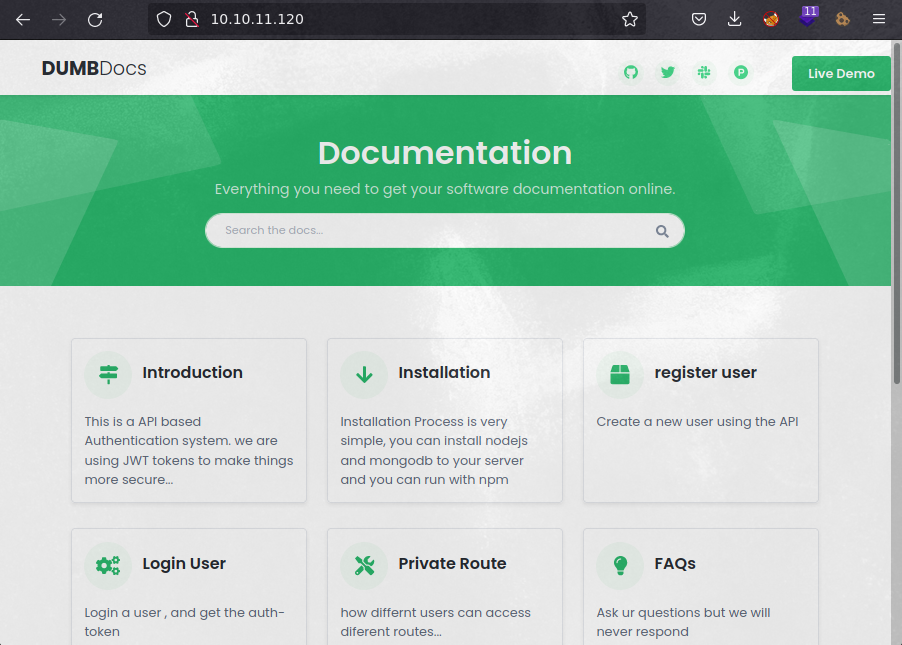 11
10.10.11.120
DUMBDocs
P
Live Demo
Documentation
Everything you need to get your software documentation online.
Search the docs...
Introduction
This is a API based
Authentication system. we are
using JWT tokens to make things
more secure...
Installation
Installation Process is very
simple, you can install nodejs
and mongodb to your server
and you can run with npm
register user
Create a new user using the API
Login User
Login a user , and get the auth-
token
Private Route
how differnt users can access
diferent routes...
FAQs
Ask ur questions but we will
never respond